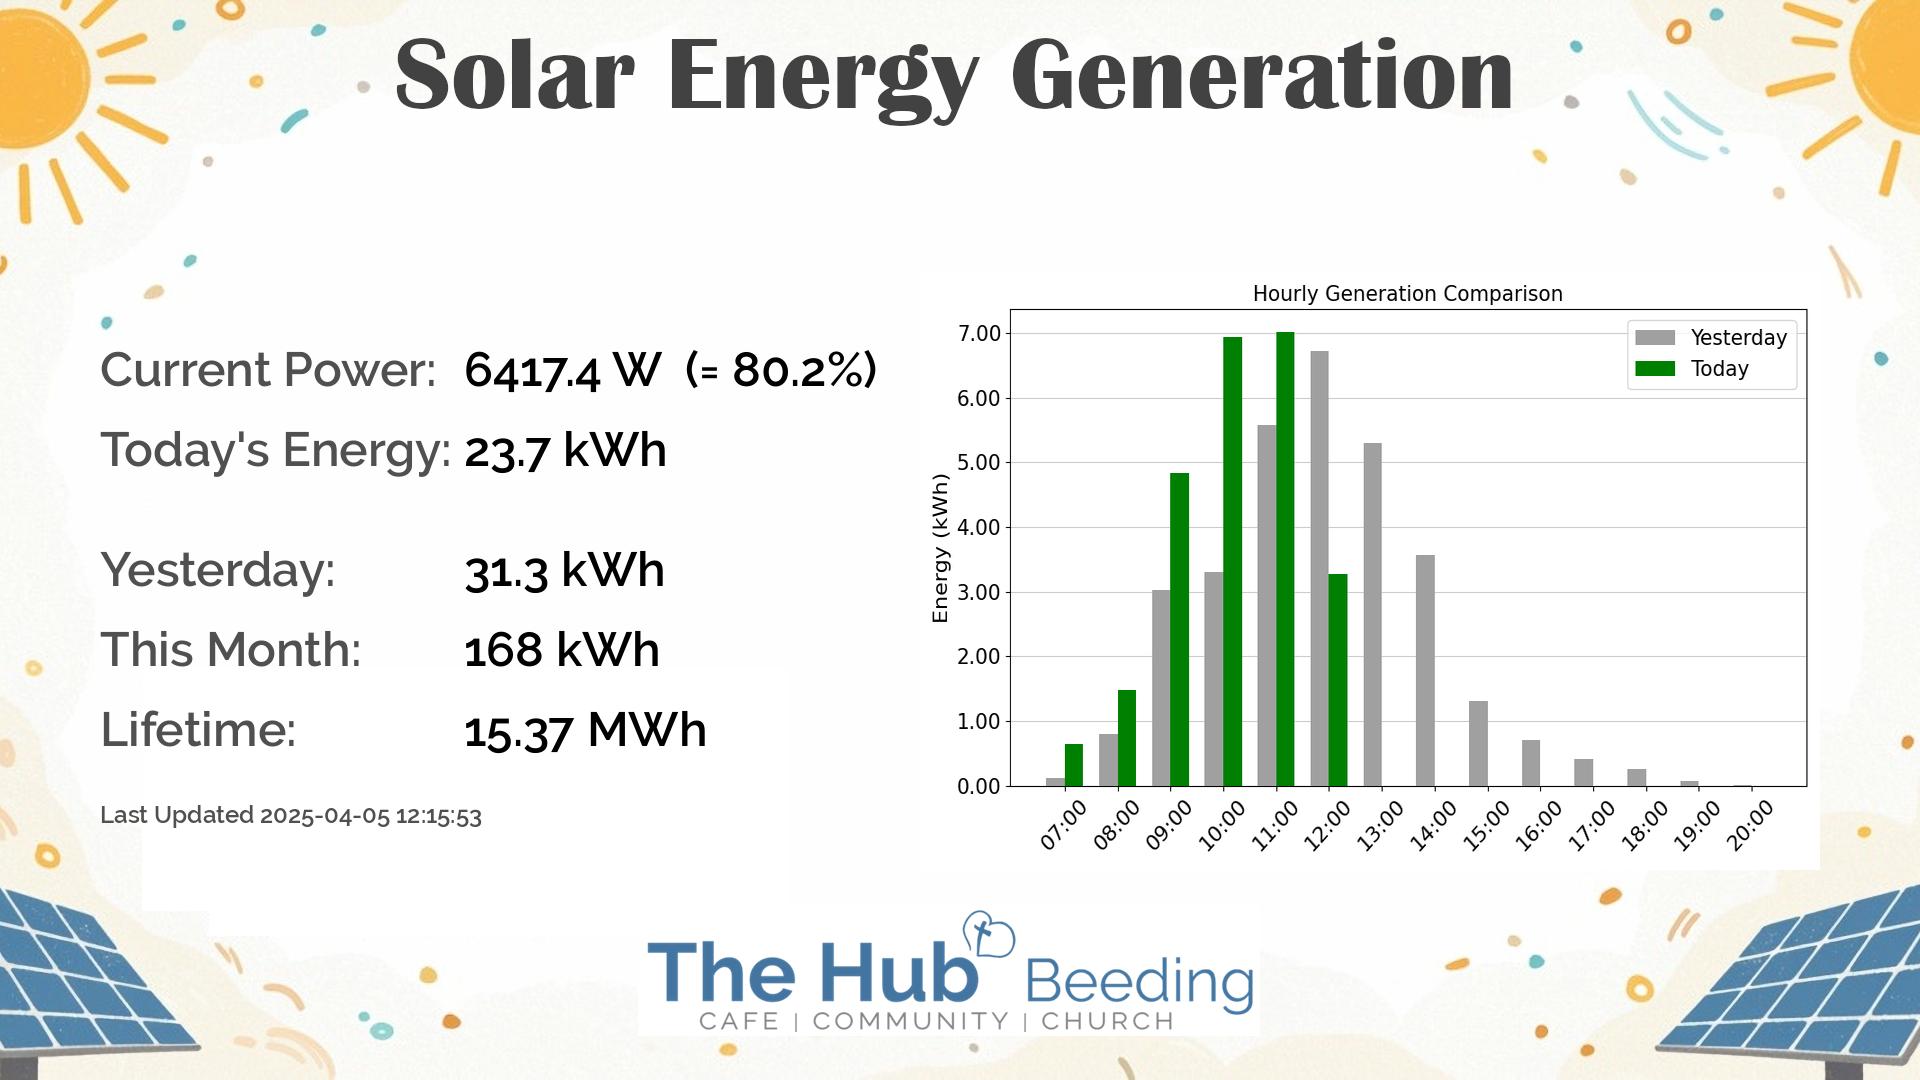 Solar Energy Generation
Current Power: 6417.4 W (= 80.2%)
Today's Energy: 23.7 kWh
Yesterday: 31.3 kWh
This Month: 168 kWh
Lifetime: 15.37 MWh
Last Updated 2025-04-05 12:15:53
Hourly Generation Comparison
Yesterday
Today
Energy (kWh)
7.00
6.00
5.00
4.00
3.00
2.00
1.00
0.00
07:00 08:00 09:00 10:00 11:00 12:00 13:00 14:00 15:00 16:00 17:00 18:00 19:00 20:00
The Hub Beeding
CAFE | COMMUNITY | CHURCH